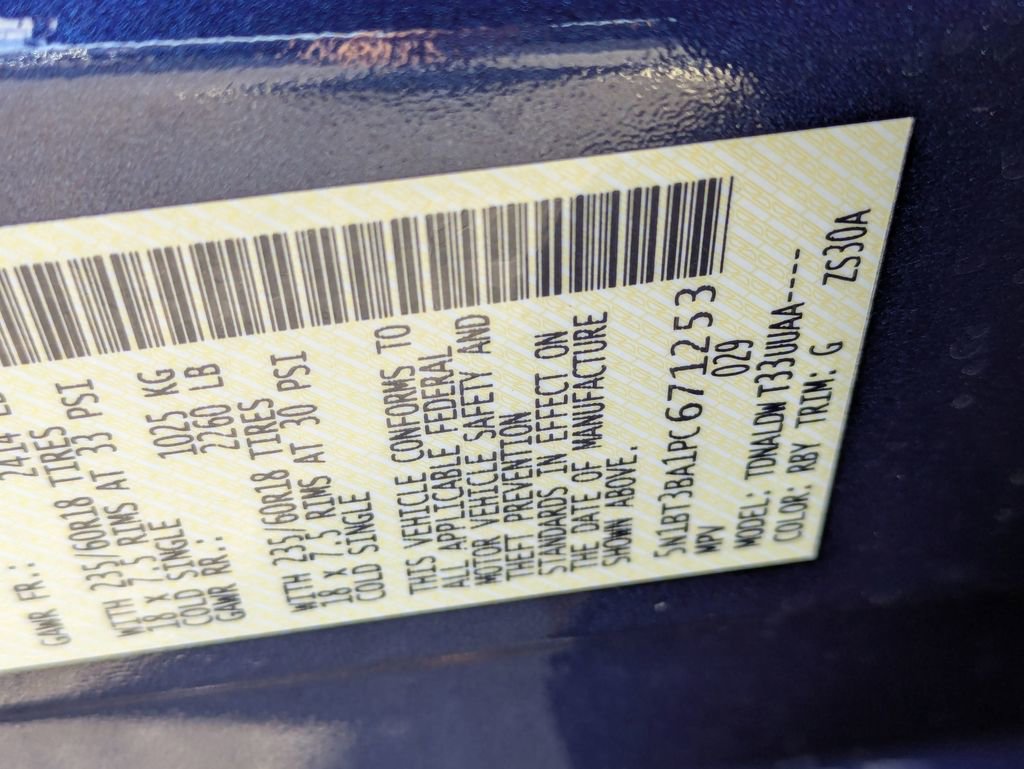 GAWR FR.:
WITH 235/60R18 TIRES
18 X 7.5 RIMS AT 33 PSI
COLD SINGLE
1025 KG
GAWR RR.:
2260 LB
WITH 235/60R18 TIRES
18 X 7.5 RIMS AT 30 PSI
COLD SINGLE
THIS VEHICLE CONFORMS TO
ALL APPLICABLE FEDERAL
MOTOR VEHICLE SAFETY AND
THEFT PREVENTION
STANDARDS IN EFFECT ON
THE DATE OF MANUFACTURE
SHOWN ABOVE.
5N1BT3BA1PC671253
MPV 029
MODEL: TDNALDW T33UUAA----
COLOR: RBY TRIM: G ZS30A